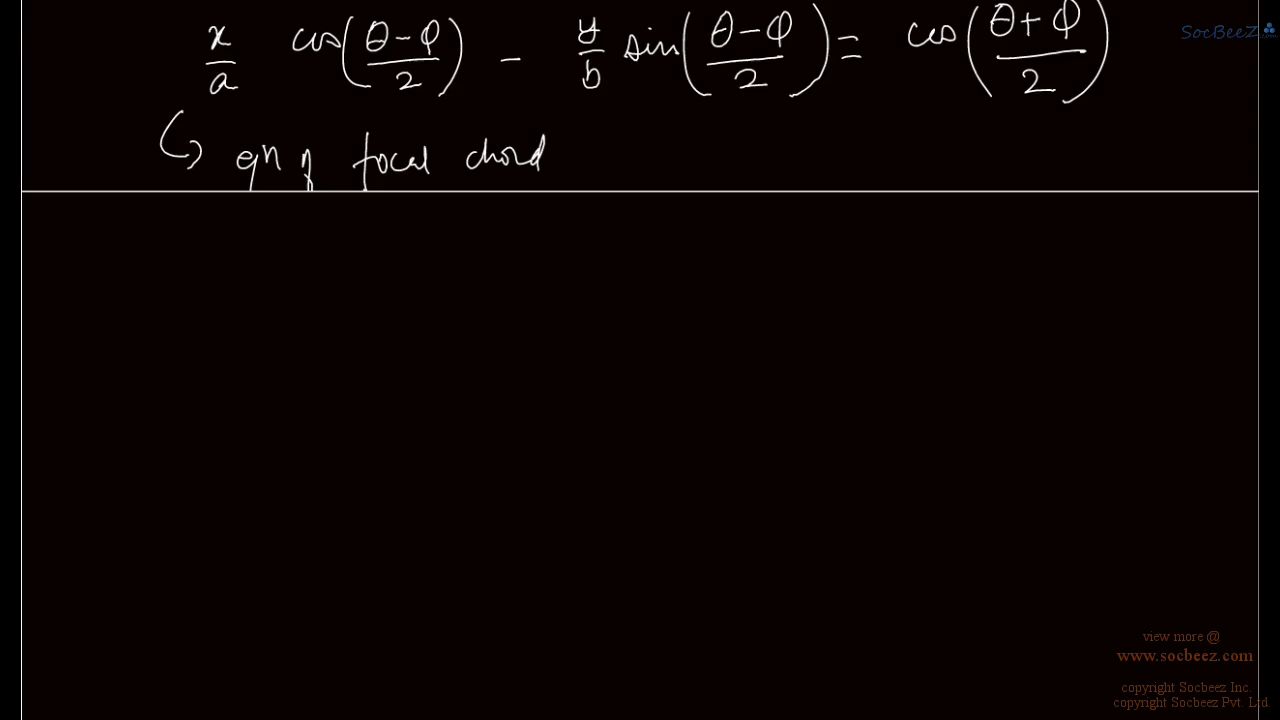 x/a cos(θ-φ/2) - y/b sin(θ-φ/2) = cos(θ+φ/2)
SocBeeZ.com
↳ eqn of focal chord
view more @
www.socbeez.com
copyright Socbeez Inc.
copyright Socbeez Pvt. Ltd.